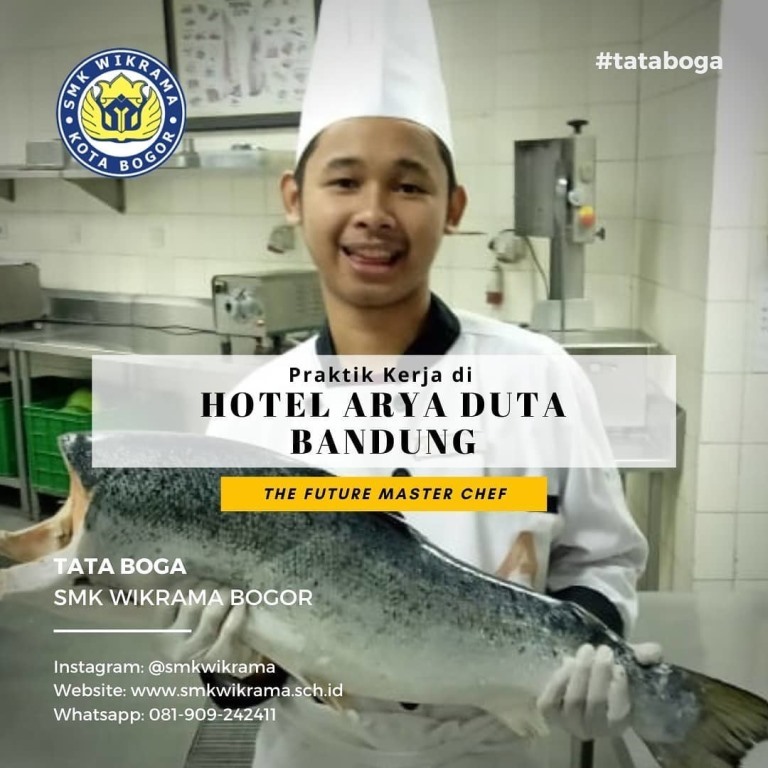 SMK WIKRAMA
KOTA BOGOR
#tataboga
Praktik Kerja di
HOTEL ARYA DUTA
BANDUNG
THE FUTURE MASTER CHEF
TATA BOGA
SMK WIKRAMA BOGOR
Instagram: @smkwikrama
Website: www.smkwikrama.sch.id
Whatsapp: 081-909-242411